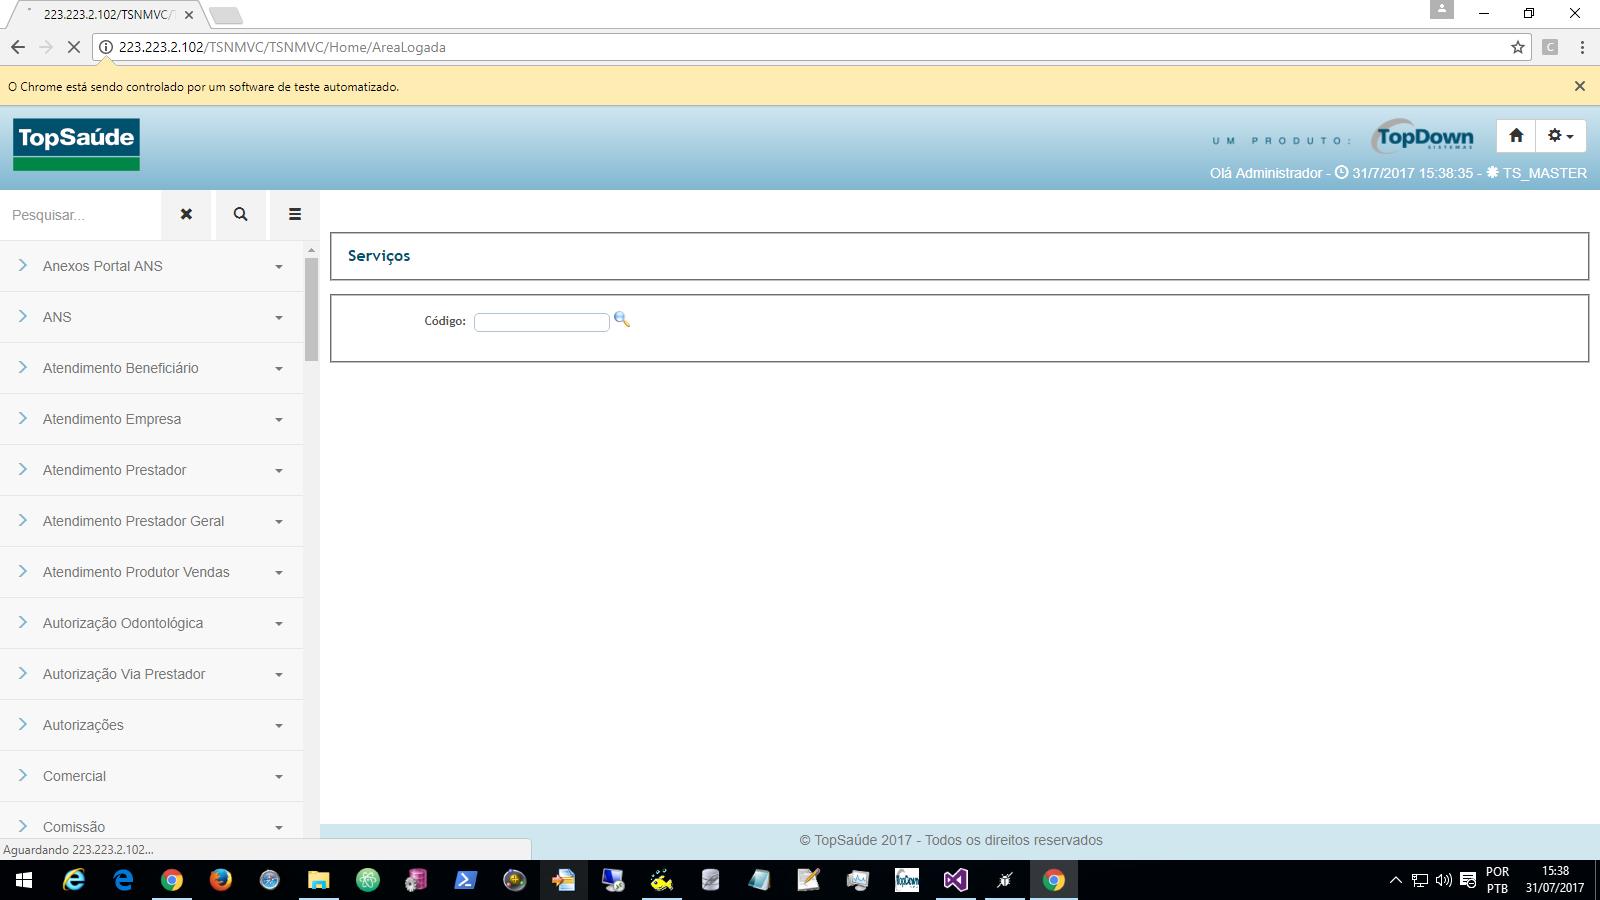 223.223.2.102/TSNMVC/T
223.223.2.102/TSNMVC/TSNMVC/Home/AreaLogada
C
O Chrome está sendo controlado por um software de teste automatizado.
TopSaúde
UM PRODUTO:
TopDown
SISTEMAS
Olá Administrador - 31/7/2017 15:38:35 - TS_MASTER
Pesquisar...
Serviços
Código:
Anexos Portal ANS
ANS
Atendimento Beneficiário
Atendimento Empresa
Atendimento Prestador
Atendimento Prestador Geral
Atendimento Produtor Vendas
Autorização Odontológica
Autorização Via Prestador
Autorizações
Comercial
Comissão
© TopSaúde 2017 - Todos os direitos reservados
Aguardando 223.223.2.102...
TopDown
POR
PTB
15:38
31/07/2017